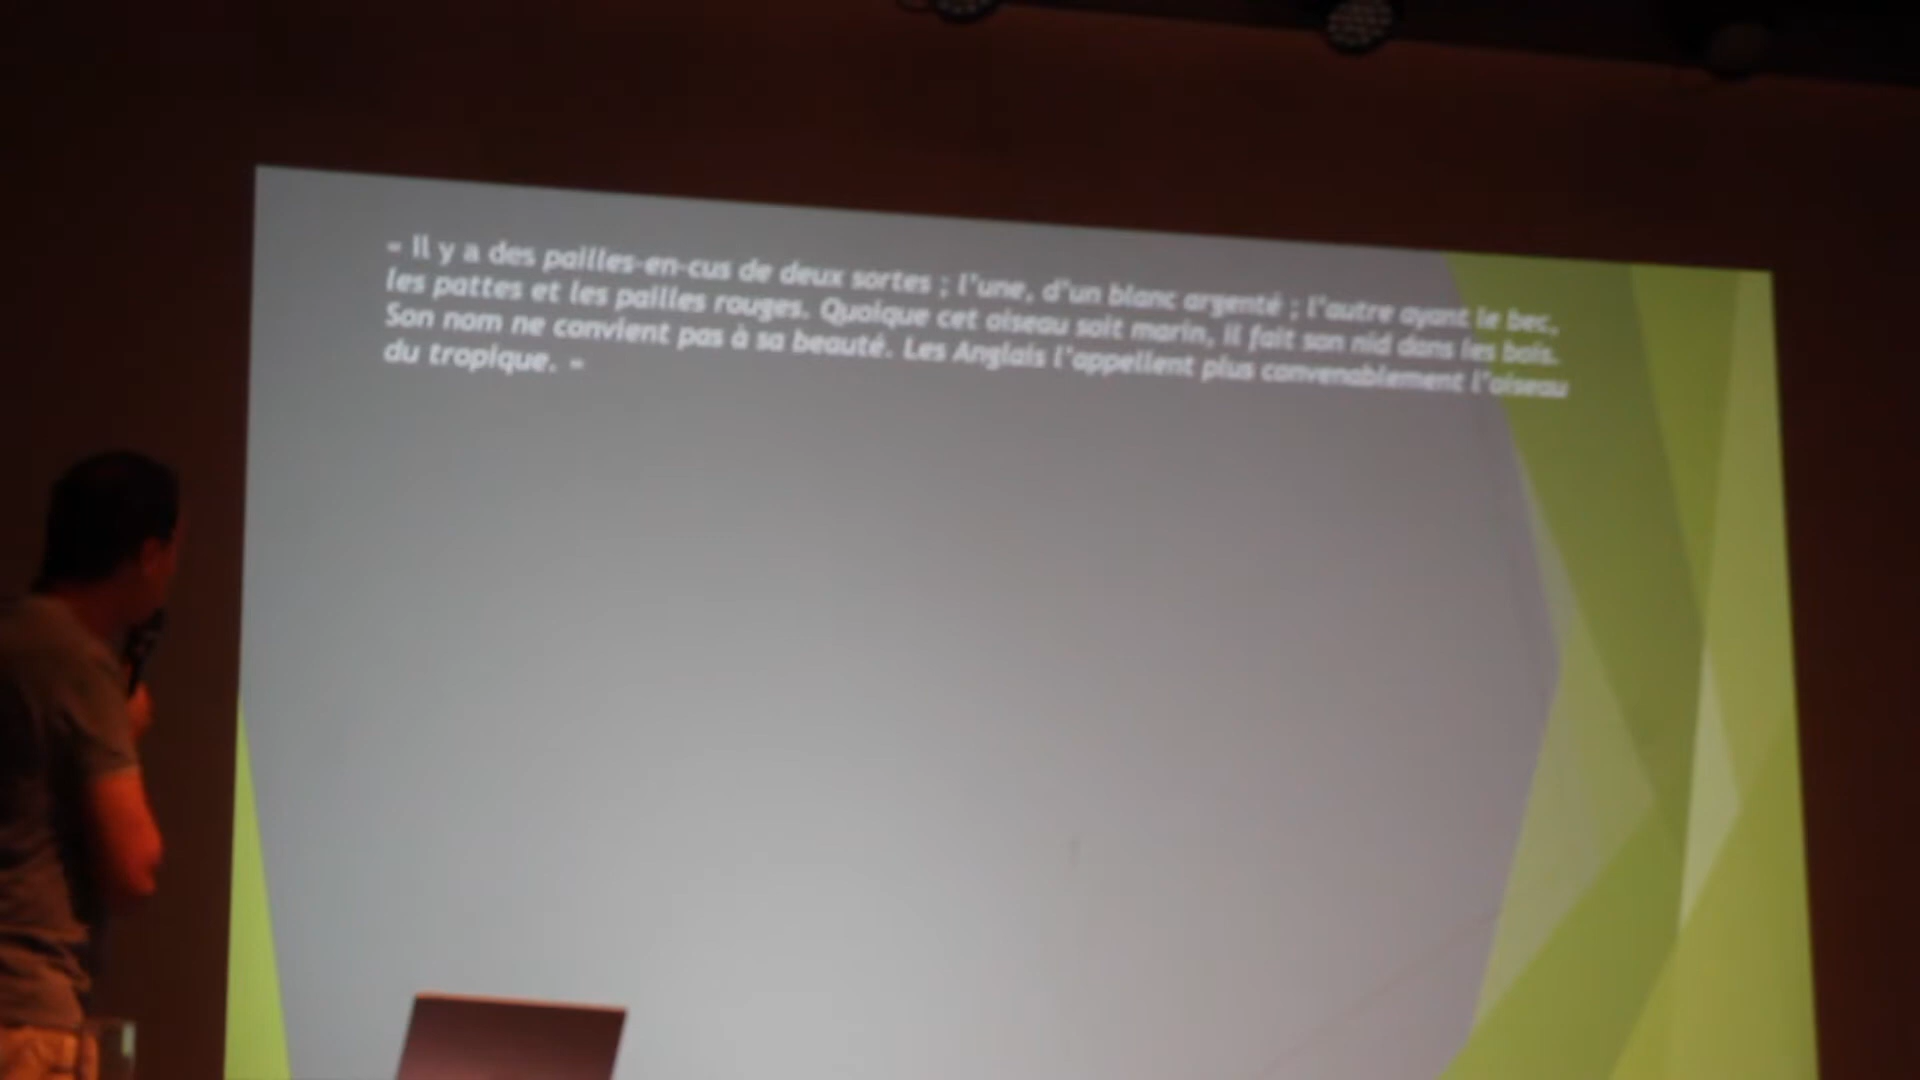 « Il y a des pailles-en-cus de deux sortes ; l'une, d'un blanc argenté ; l'autre ayant le bec,
les pattes et les pailles rouges. Quoique cet oiseau soit marin, il fait son nid dans les bois.
Son nom ne convient pas à sa beauté. Les Anglais l'appellent plus convenablement l'oiseau
du tropique. »